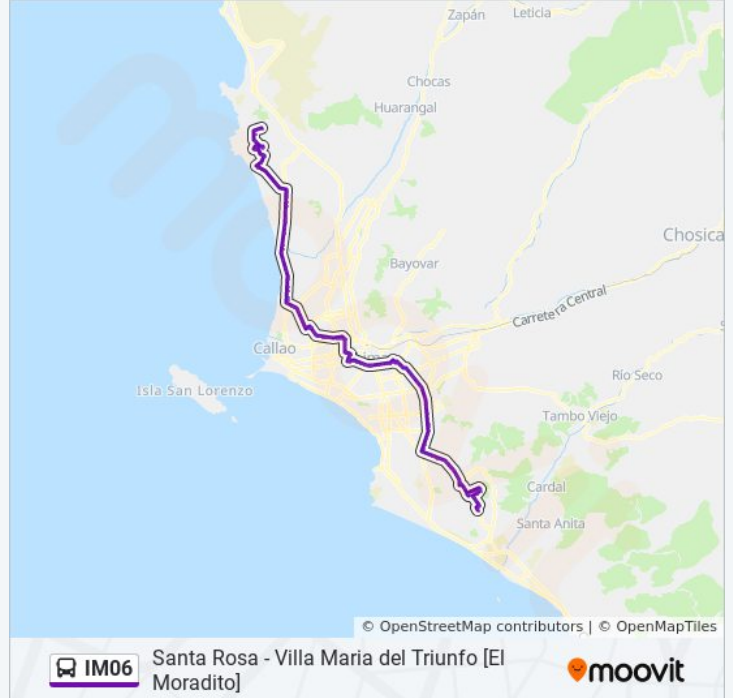 Zapán
Leticia
Chocas
Huarangal
Chosica
Bayovar
Carretera Central
Callao
Isla San Lorenzo
Río Seco
Tambo Viejo
Cardal
Santa Anita
© OpenStreetMap contributors | © OpenMapTiles
IM06
Santa Rosa - Villa Maria del Triunfo [El
Moradito]
moovit